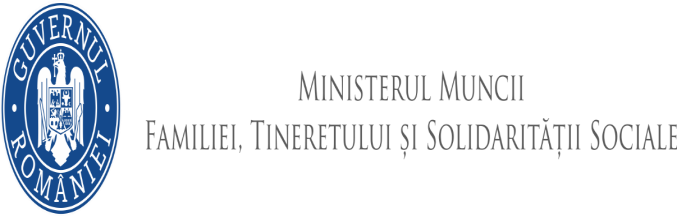 GUVERNUL
ROMÂNIEI
MINISTERUL MUNCII
FAMILIEI, TINERETULUI ȘI SOLIDARITĂȚII SOCIALE